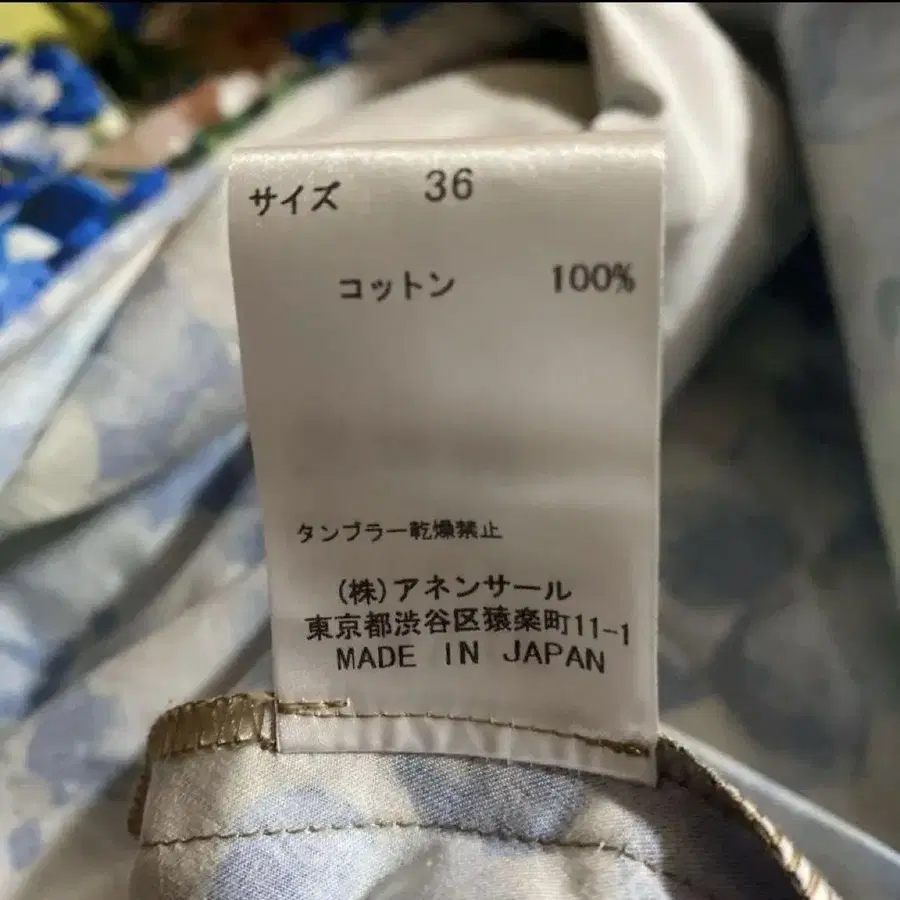 サイズ 36
コットン 100%
タンブラー乾燥禁止
(株)アネンサール
東京都渋谷区猿楽町11-1
MADE IN JAPAN